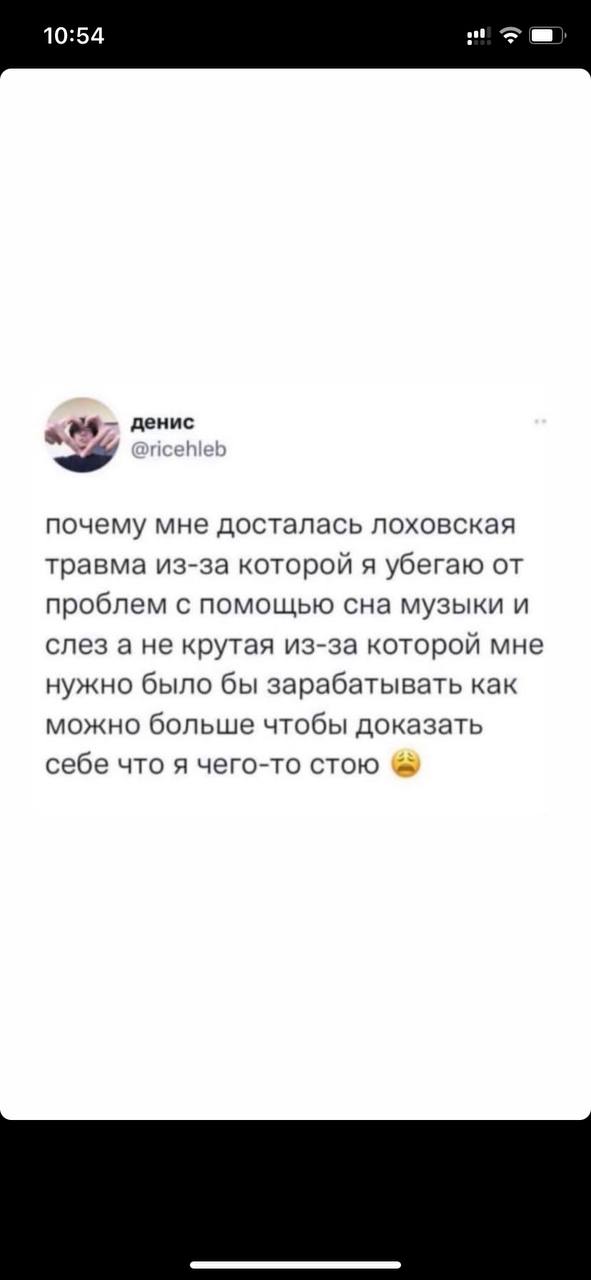 10:54
денис
@ricehleb
почему мне досталась лоховская
травма из-за которой я убегаю от
проблем с помощью сна музыки и
слез а не крутая из-за которой мне
нужно было бы зарабатывать как
можно больше чтобы доказать
себе что я чего-то стою 😩